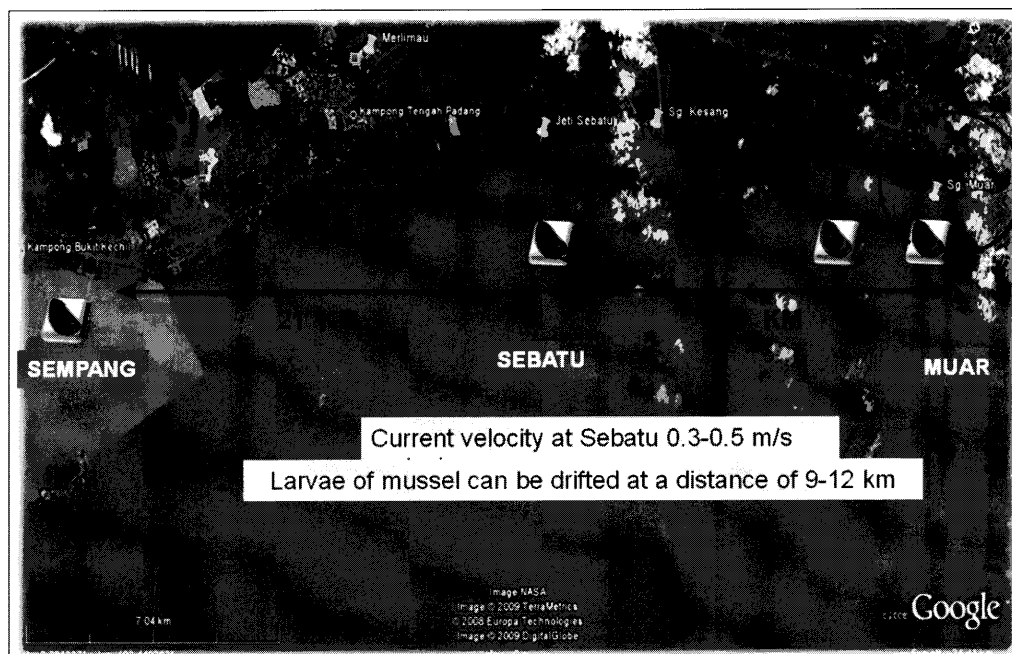 Merlimau
Kampong Tengah Padang
Jeti Sebatu
Sg. Kesang
Sg. Muar
Kampong Bukit Kechil
SEMPANG
SEBATU
MUAR
Current velocity at Sebatu 0.3-0.5 m/s
Larvae of mussel can be drifted at a distance of 9-12 km
Image NASA
Image © 2009 TerraMetrics
© 2008 Europa Technologies
Image © 2009 DigitalGlobe
7.04 km
Google